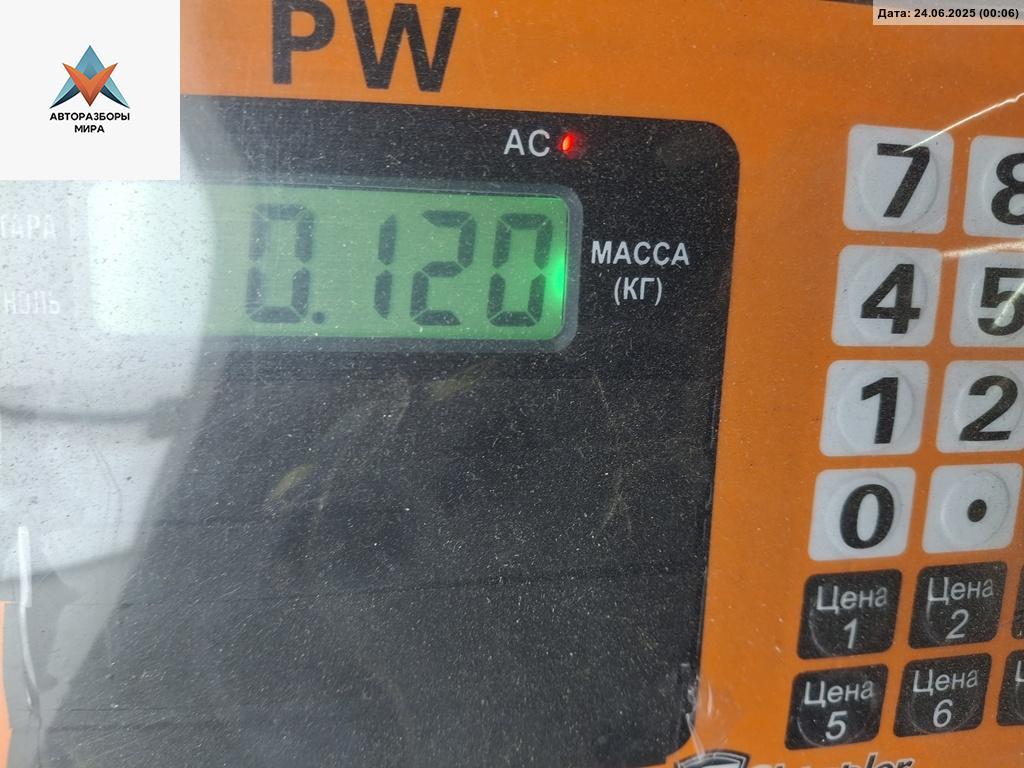 Дата: 24.06.2025 (00:06)
PW
АВТОРАЗБОРЫ
МИРА
AC
ТАРА
0.120
МАССА
(КГ)
НОЛЬ
7 8
4 5
1 2
0 .
Цена 1
Цена 2
Цена 5
Цена 6